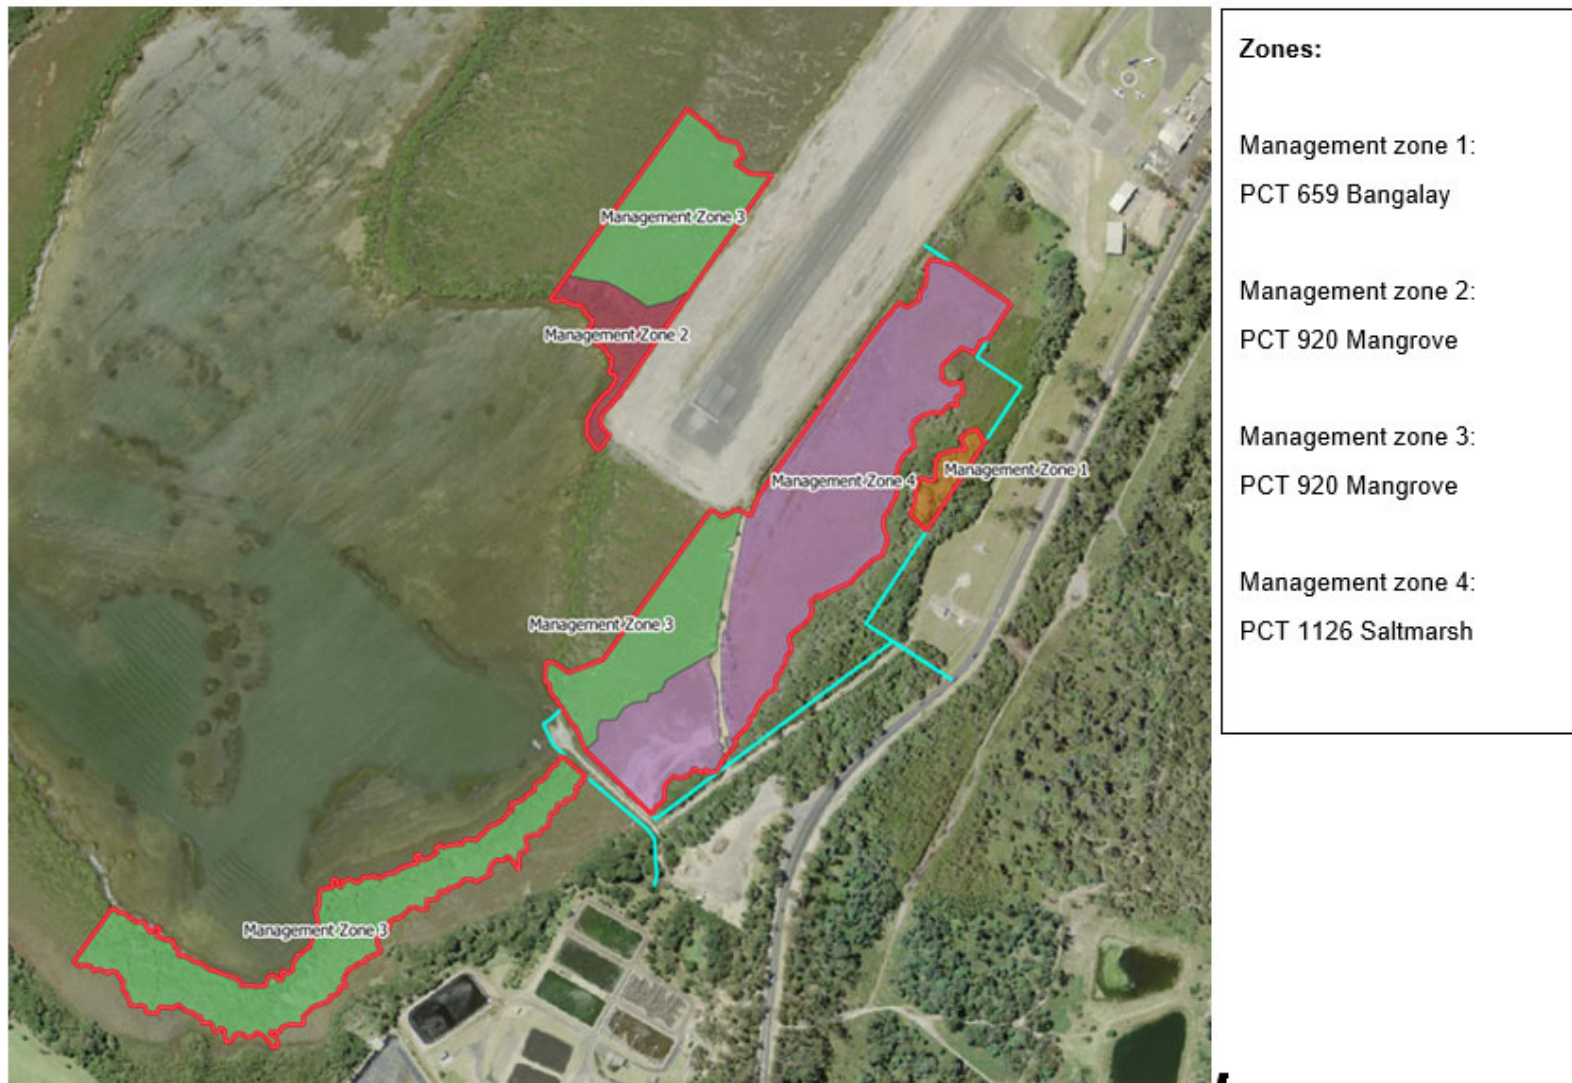 Zones:
Management zone 1:
PCT 659 Bangalay
Management zone 2:
PCT 920 Mangrove
Management zone 3:
PCT 920 Mangrove
Management zone 4:
PCT 1126 Saltmarsh
Management Zone 3
Management Zone 2
Management Zone 1
Management Zone 4
Management Zone 3
Management Zone 3